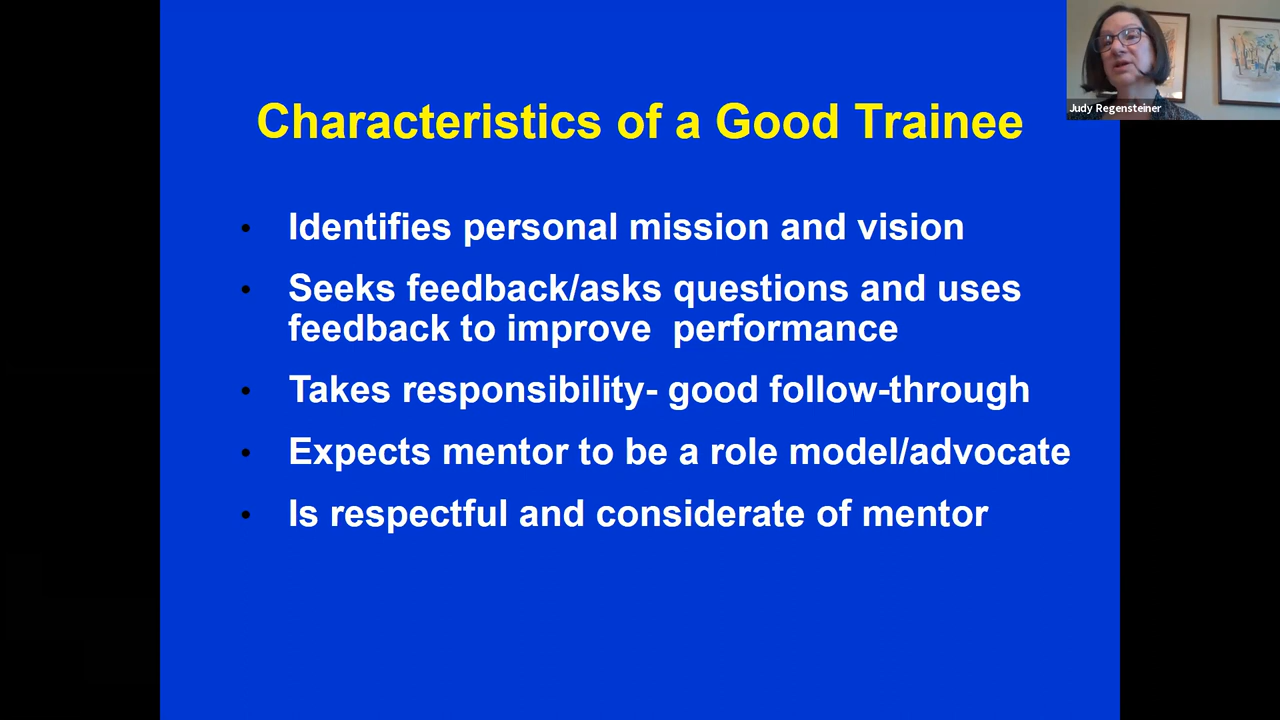 Judy Regensteiner
Characteristics of a Good Trainee
• Identifies personal mission and vision
• Seeks feedback/asks questions and uses
feedback to improve  performance
• Takes responsibility- good follow-through
• Expects mentor to be a role model/advocate
• Is respectful and considerate of mentor